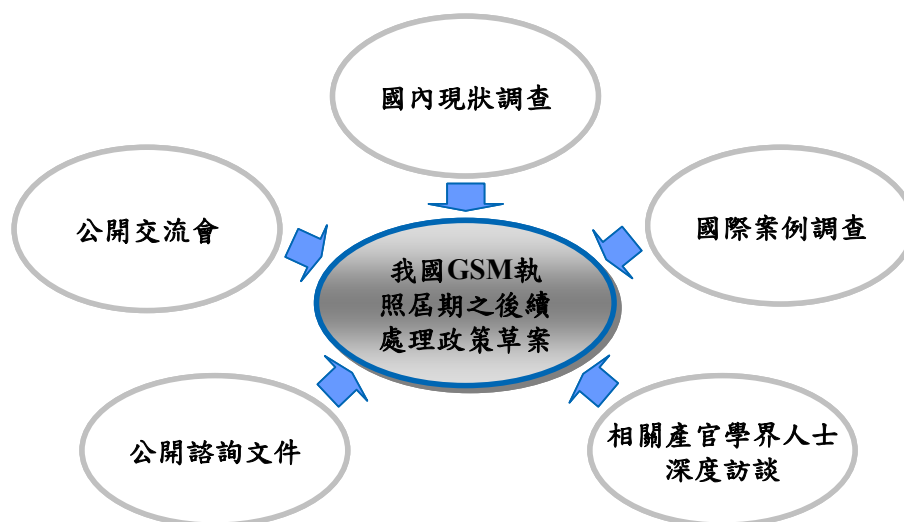 國內現狀調查
公開交流會
國際案例調查
我國GSM執
照屆期之後續
處理政策草案
公開諮詢文件
相關產官學界人士
深度訪談